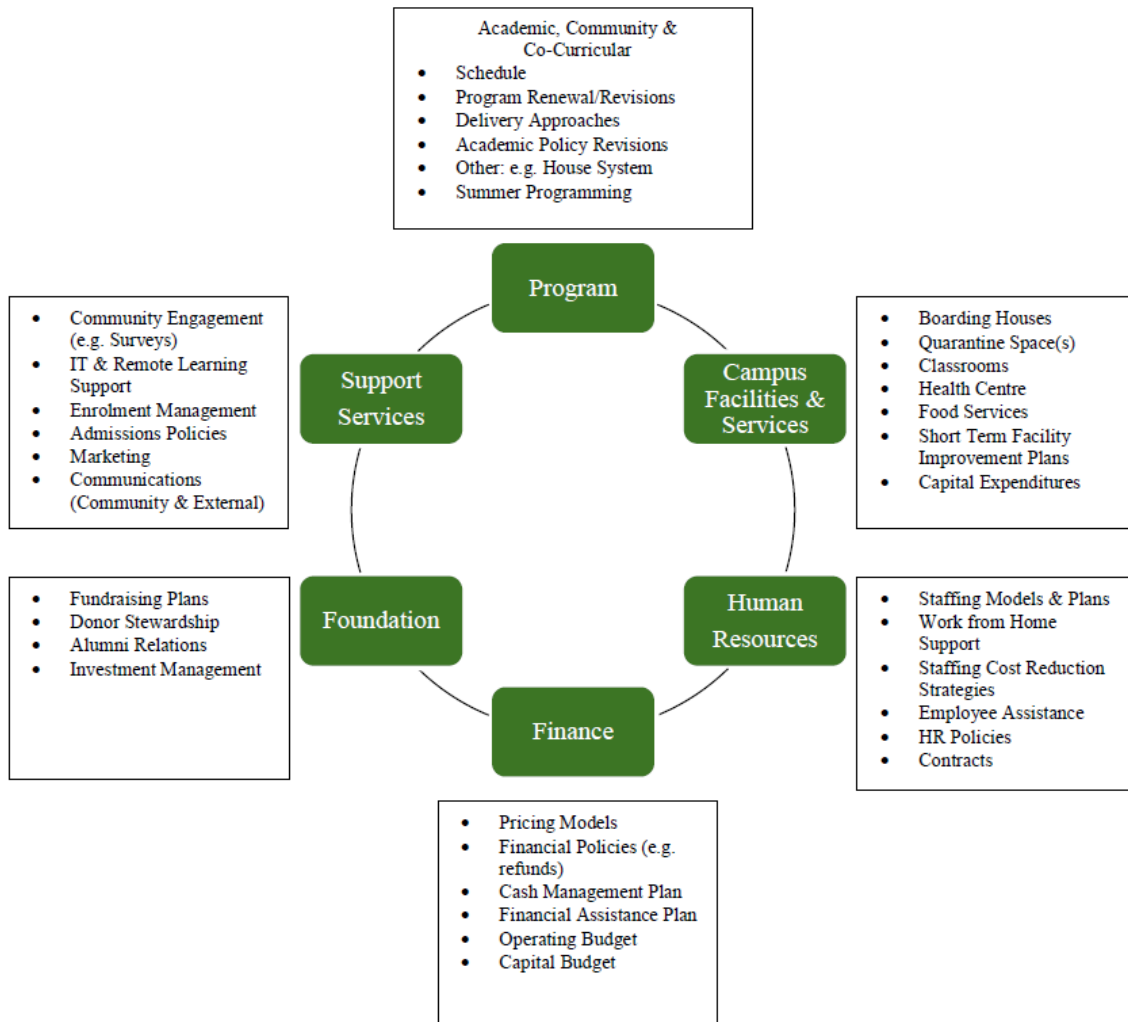 Academic, Community &
Co-Curricular
• Schedule
• Program Renewal/Revisions
• Delivery Approaches
• Academic Policy Revisions
• Other: e.g. House System
• Summer Programming
Program
• Community Engagement
(e.g. Surveys)
• IT & Remote Learning
Support
• Enrolment Management
• Admissions Policies
• Marketing
• Communications
(Community & External)
Support
Services
Campus
Facilities &
Services
• Boarding Houses
• Quarantine Space(s)
• Classrooms
• Health Centre
• Food Services
• Short Term Facility
Improvement Plans
• Capital Expenditures
• Fundraising Plans
• Donor Stewardship
• Alumni Relations
• Investment Management
Foundation
Human
Resources
• Staffing Models & Plans
• Work from Home
Support
• Staffing Cost Reduction
Strategies
• Employee Assistance
• HR Policies
• Contracts
Finance
• Pricing Models
• Financial Policies (e.g.
refunds)
• Cash Management Plan
• Financial Assistance Plan
• Operating Budget
• Capital Budget